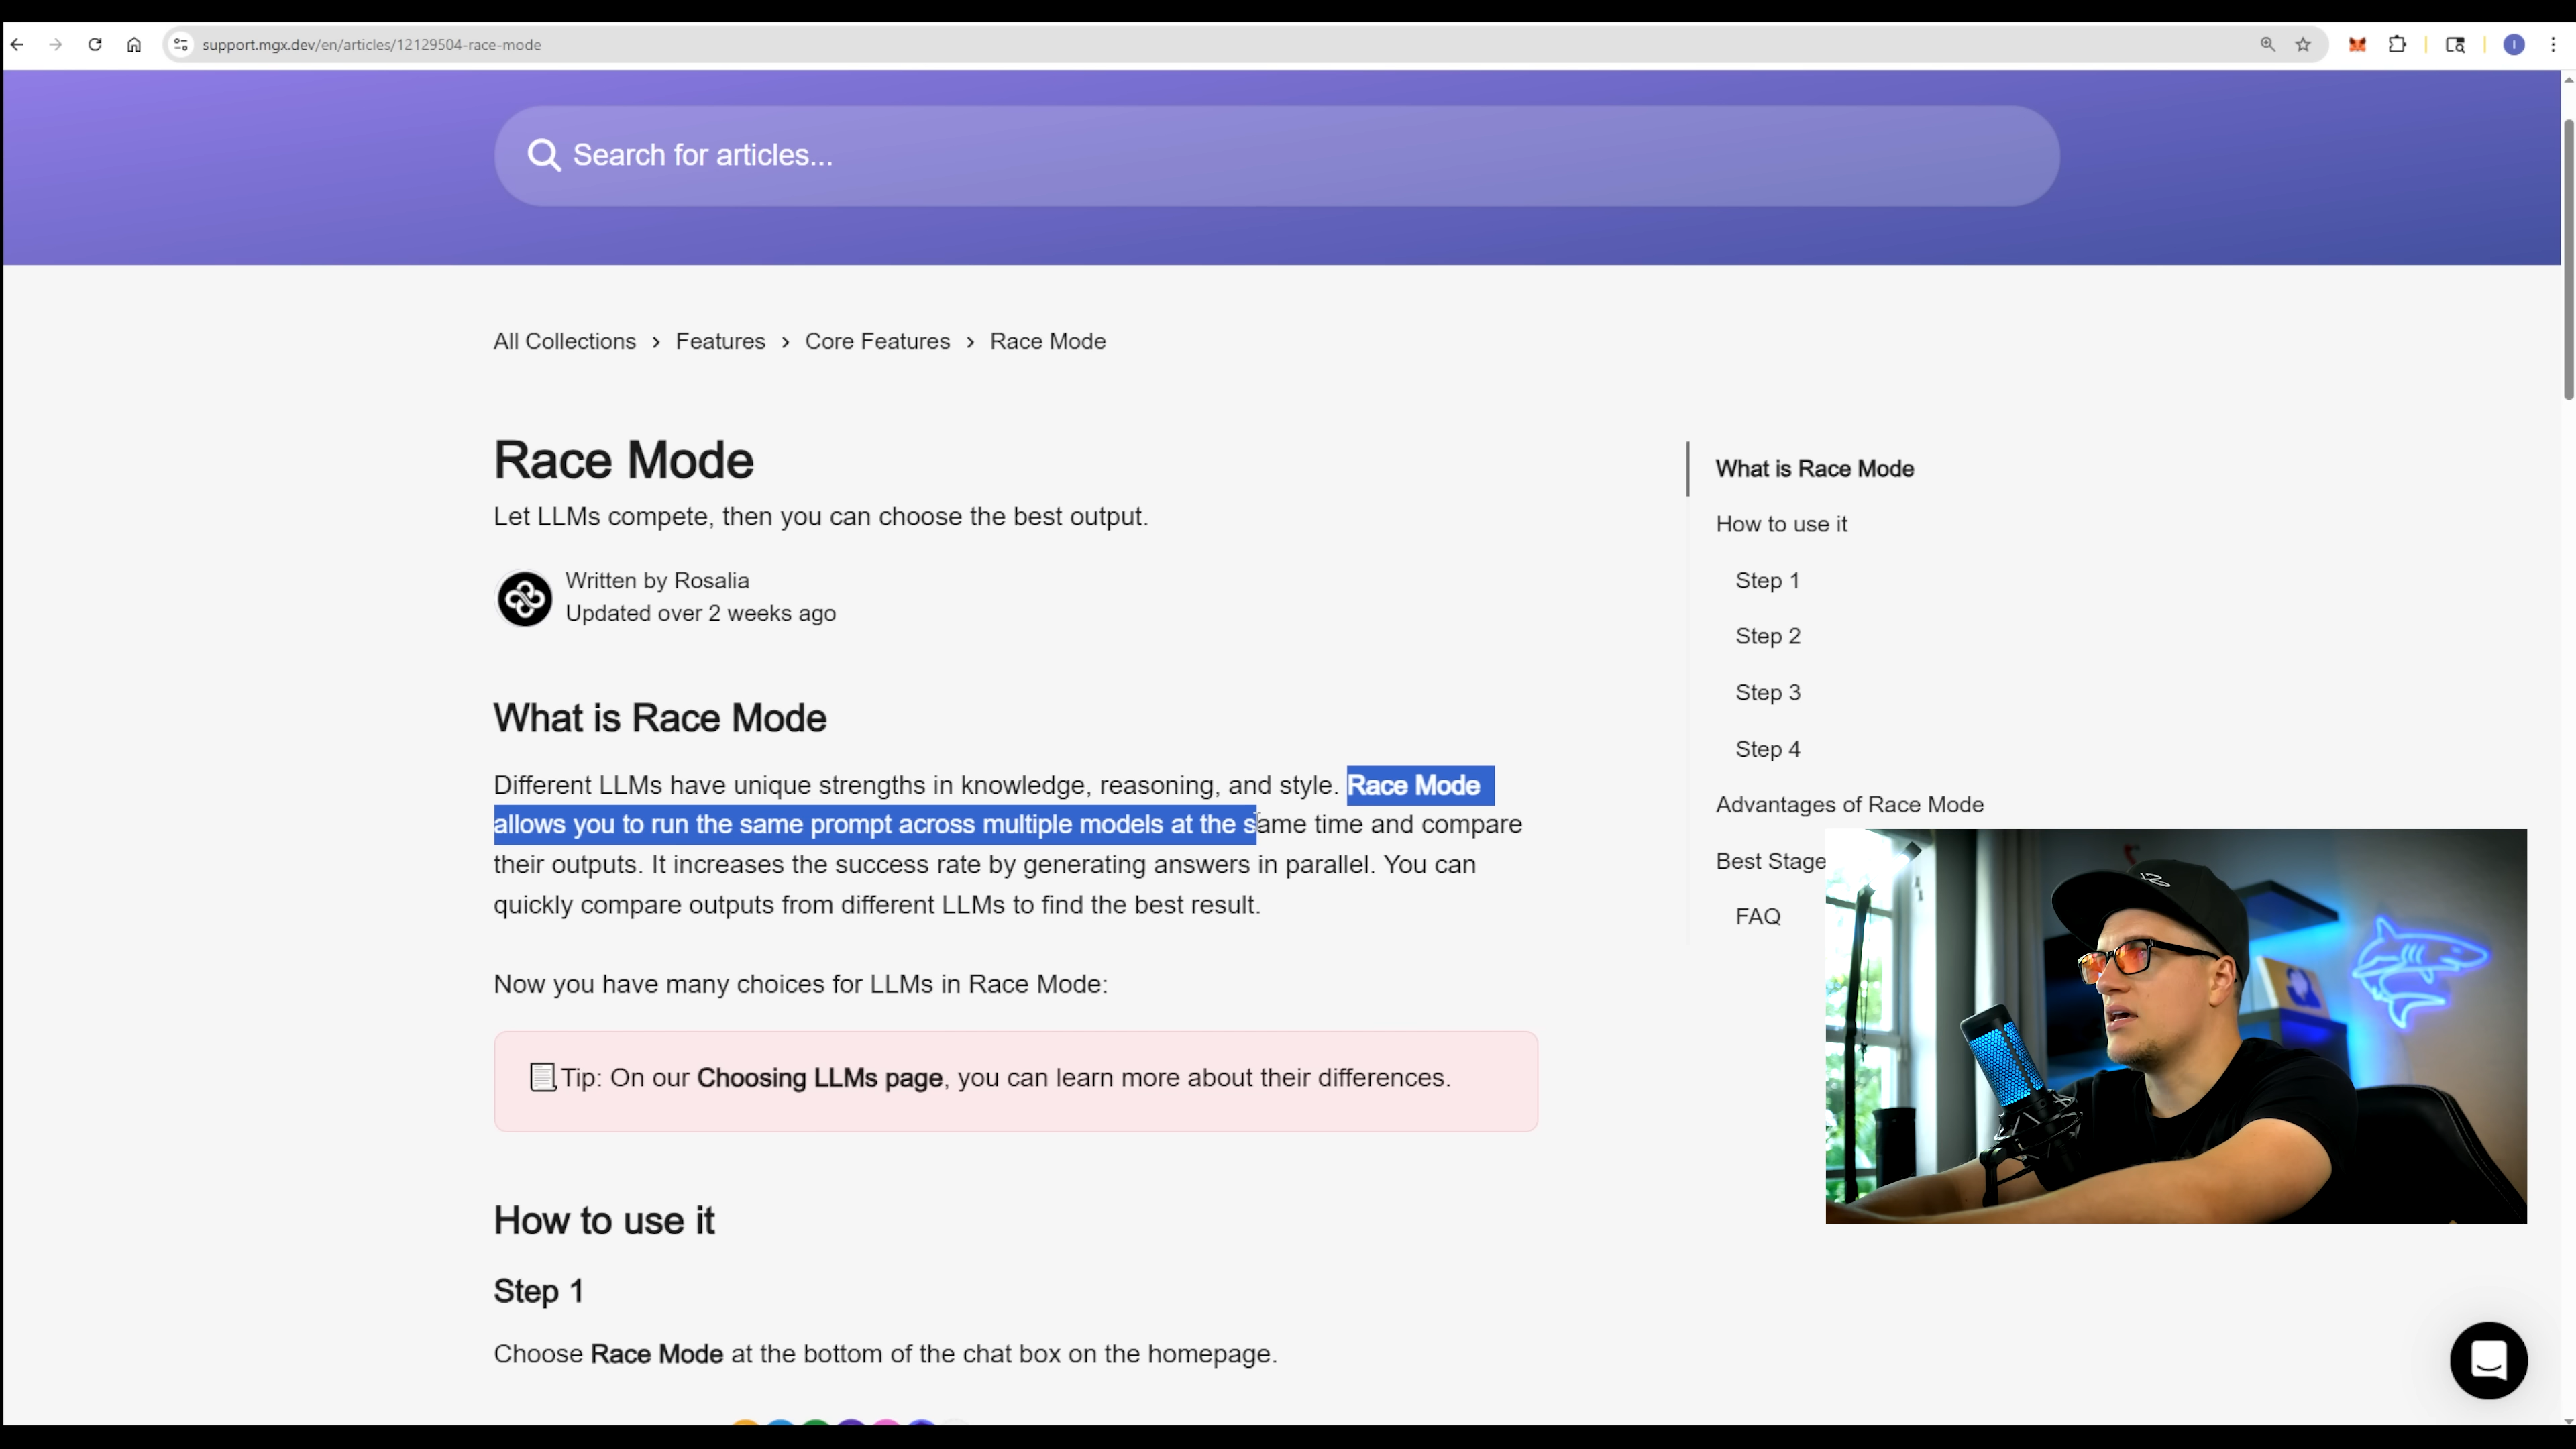 support.mgx.dev/en/articles/12129504-race-mode
Search for articles...
All Collections > Features > Core Features > Race Mode
Race Mode
Let LLMs compete, then you can choose the best output.
Written by Rosalia
Updated over 2 weeks ago
What is Race Mode
Different LLMs have unique strengths in knowledge, reasoning, and style. Race Mode
allows you to run the same prompt across multiple models at the same time and compare
their outputs. It increases the success rate by generating answers in parallel. You can
quickly compare outputs from different LLMs to find the best result.
Now you have many choices for LLMs in Race Mode:
Tip: On our Choosing LLMs page, you can learn more about their differences.
How to use it
Step 1
Choose Race Mode at the bottom of the chat box on the homepage.
What is Race Mode
How to use it
Step 1
Step 2
Step 3
Step 4
Advantages of Race Mode
Best Stage
FAQ
I